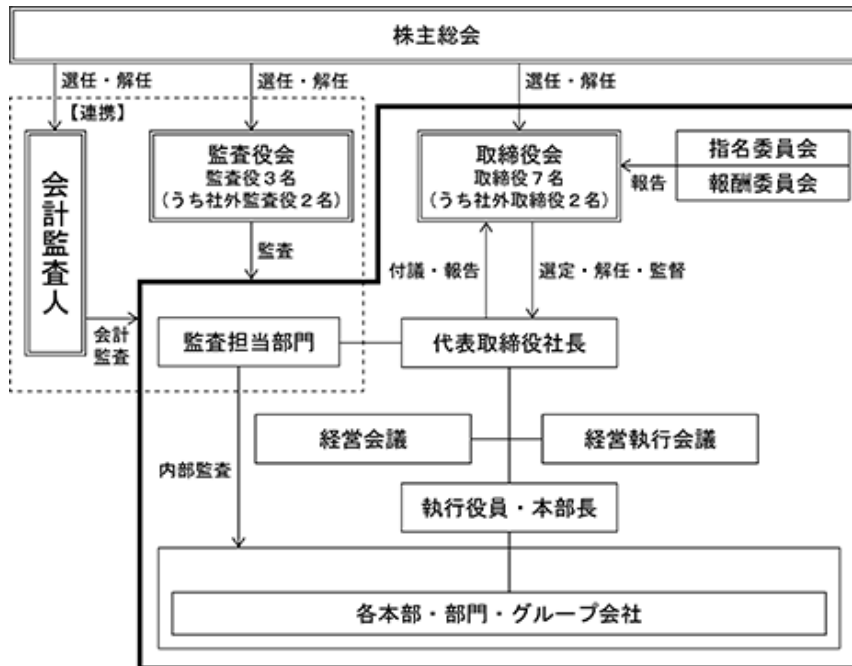 株主総会
選任・解任
選任・解任
選任・解任
【連携】
会計監査人
監査役会
監査役３名
(うち社外監査役２名)
取締役会
取締役７名
(うち社外取締役２名)
指名委員会
報酬委員会
報告
監査
付議・報告
選定・解任・監督
会計
監査
監査担当部門
代表取締役社長
経営会議
経営執行会議
内部監査
執行役員・本部長
各本部・部門・グループ会社